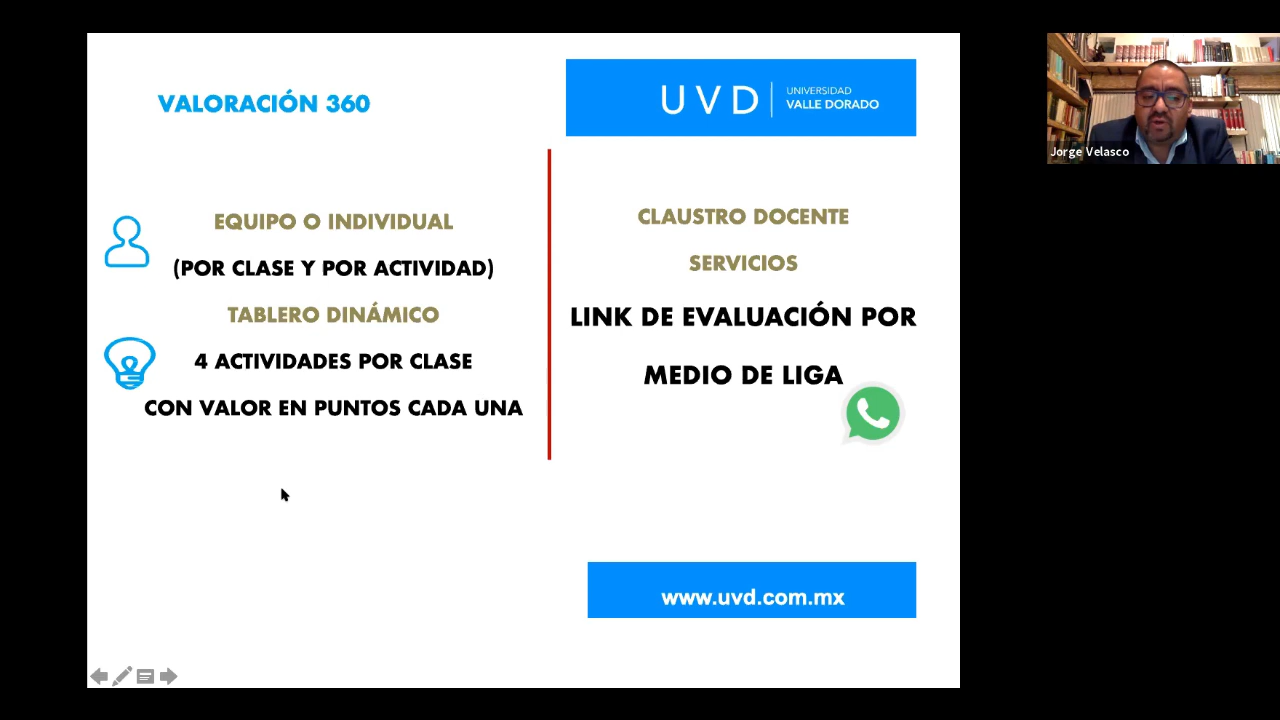 VALORACIÓN 360
UVD
UNIVERSIDAD
VALLE DORADO
EQUIPO O INDIVIDUAL
(POR CLASE Y POR ACTIVIDAD)
TABLERO DINÁMICO
4 ACTIVIDADES POR CLASE
CON VALOR EN PUNTOS CADA UNA
CLAUSTRO DOCENTE
SERVICIOS
LINK DE EVALUACIÓN POR
MEDIO DE LIGA
www.uvd.com.mx
Jorge Velasco